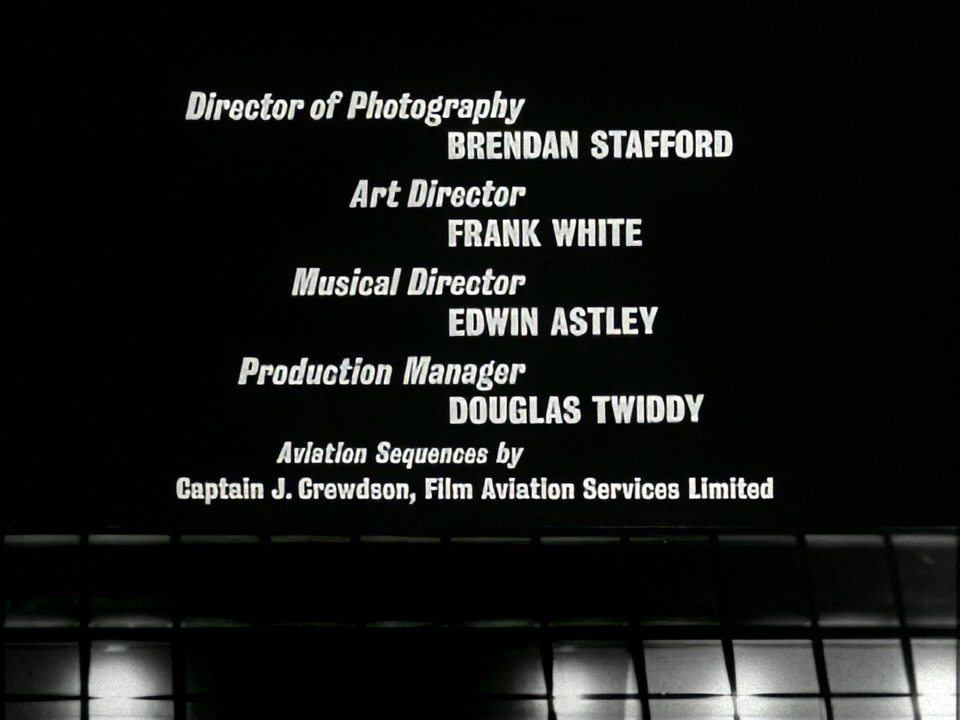 Director of Photography
BRENDAN STAFFORD
Art Director
FRANK WHITE
Musical Director
EDWIN ASTLEY
Production Manager
DOUGLAS TWIDDY
Aviation Sequences by
Captain J. Crewdson, Film Aviation Services Limited